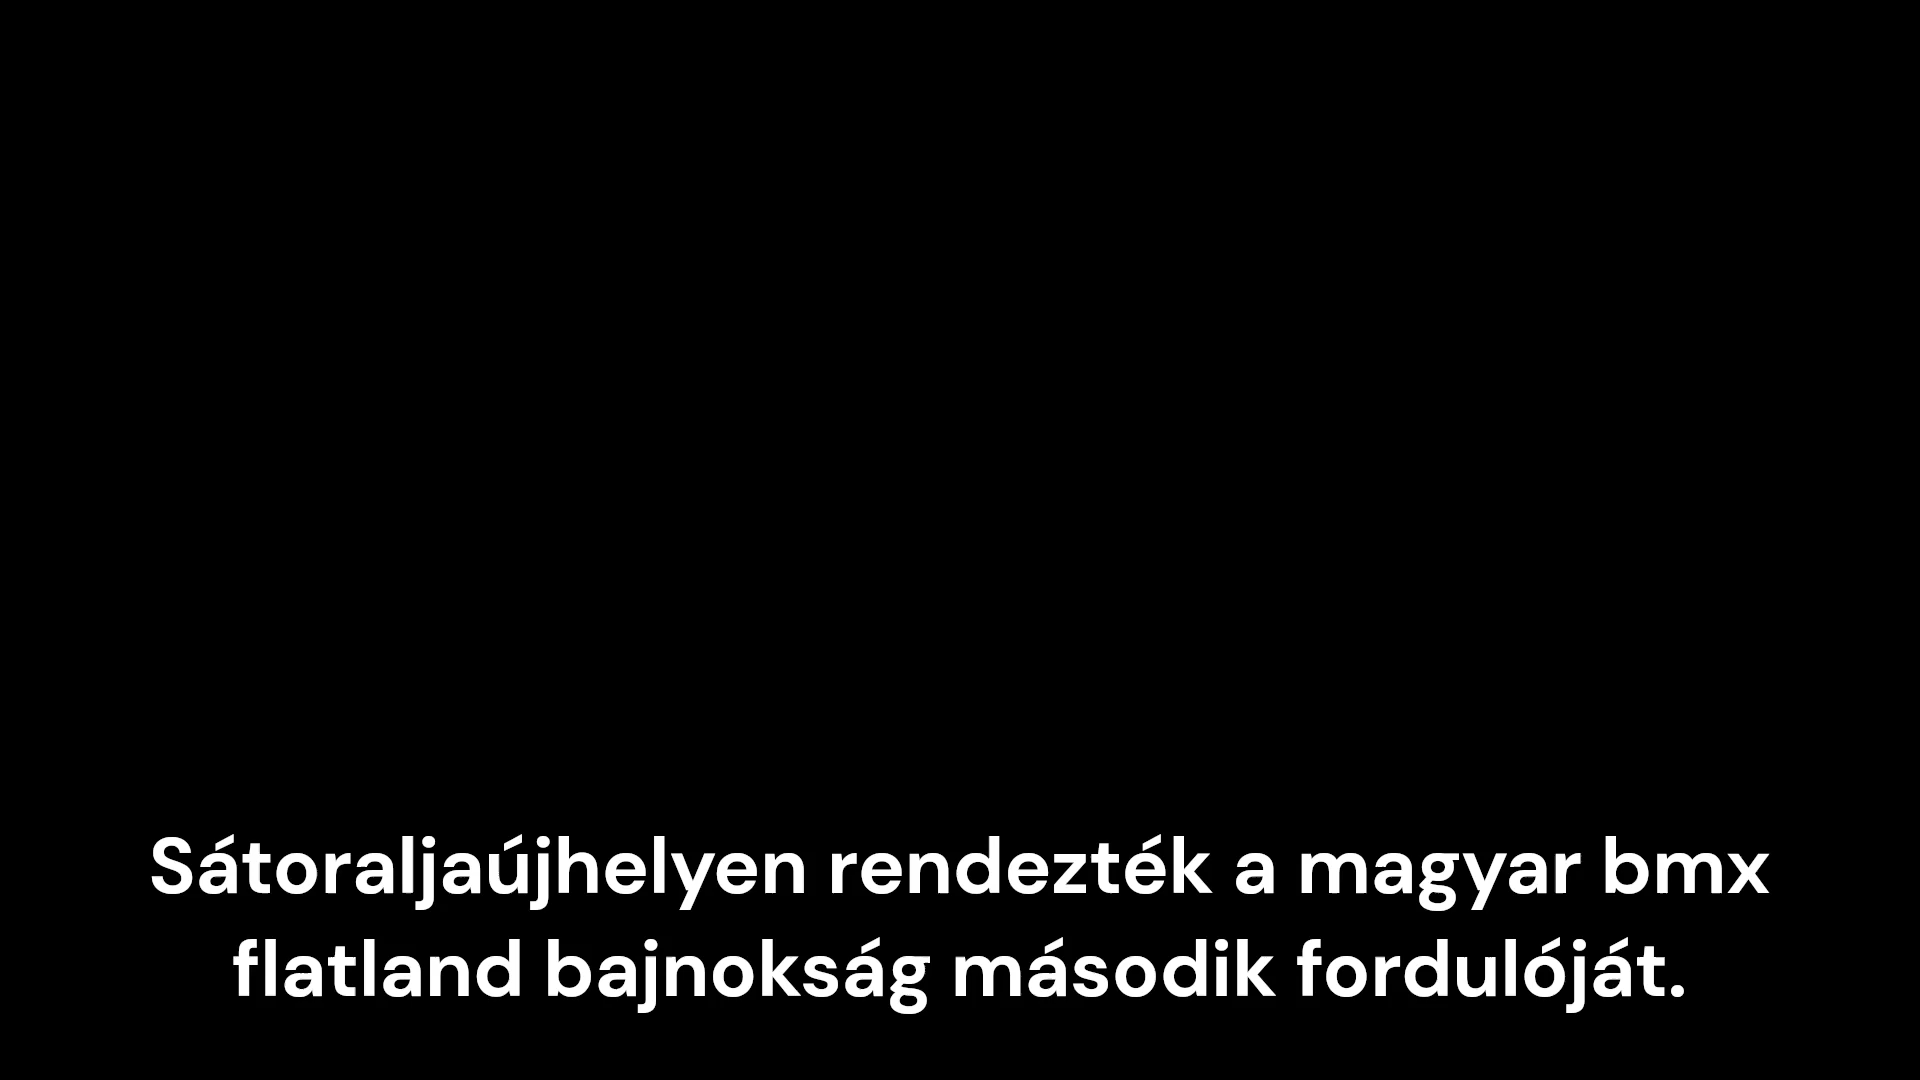 Sátoraljaújhelyen rendezték a magyar bmx
flatland bajnokság második fordulóját.